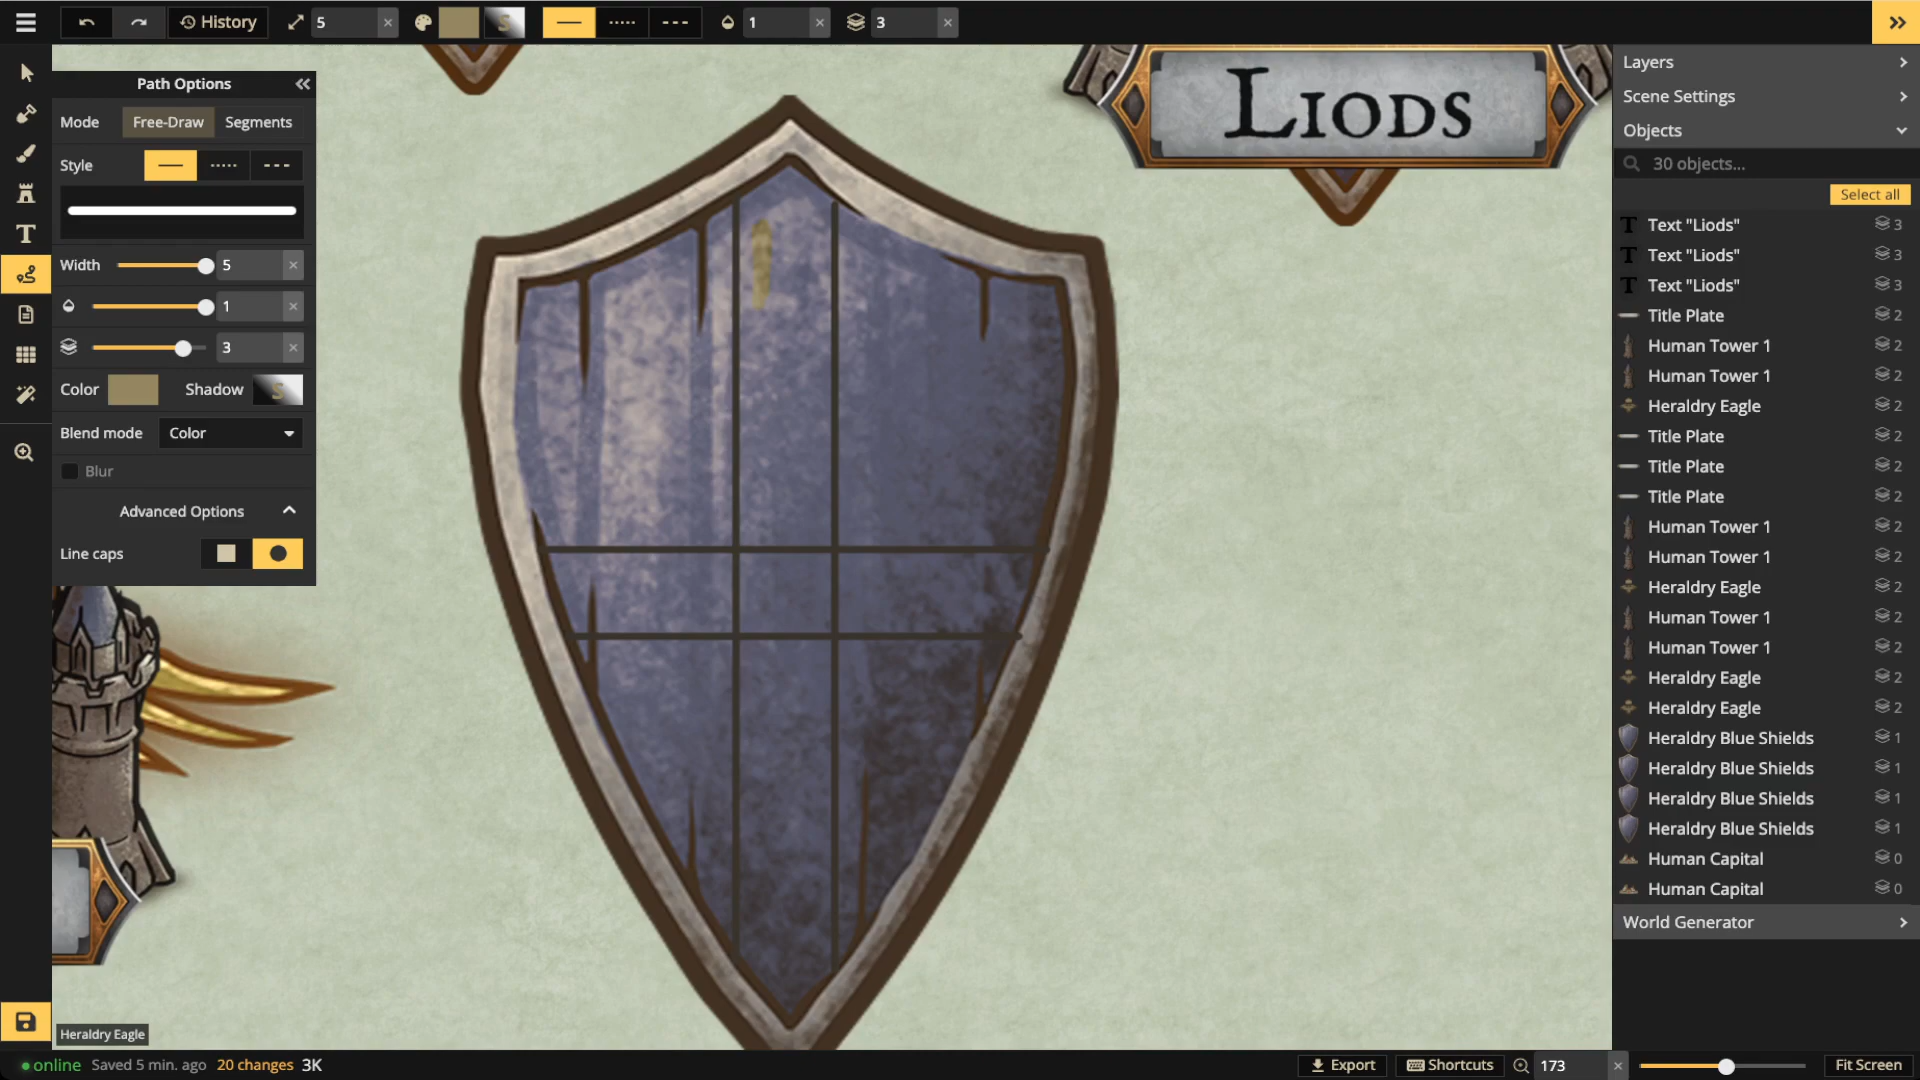 History
5
1
3
Path Options
Mode
Free-Draw
Segments
Style
Width
5
1
3
Color
Shadow
S
Blend mode
Color
Blur
Advanced Options
Line caps
Liods
Layers
Scene Settings
Objects
30 objects...
Select all
T Text "Liods" 3
T Text "Liods" 3
T Text "Liods" 3
Title Plate 2
Human Tower 1 2
Human Tower 1 2
Heraldry Eagle 2
Title Plate 2
Title Plate 2
Title Plate 2
Human Tower 1 2
Human Tower 1 2
Heraldry Eagle 2
Human Tower 1 2
Human Tower 1 2
Heraldry Eagle 2
Heraldry Eagle 2
Heraldry Blue Shields 1
Heraldry Blue Shields 1
Heraldry Blue Shields 1
Heraldry Blue Shields 1
Human Capital 0
Human Capital 0
World Generator
Heraldry Eagle
online Saved 5 min. ago 20 changes 3K
Export
Shortcuts
173
Fit Screen